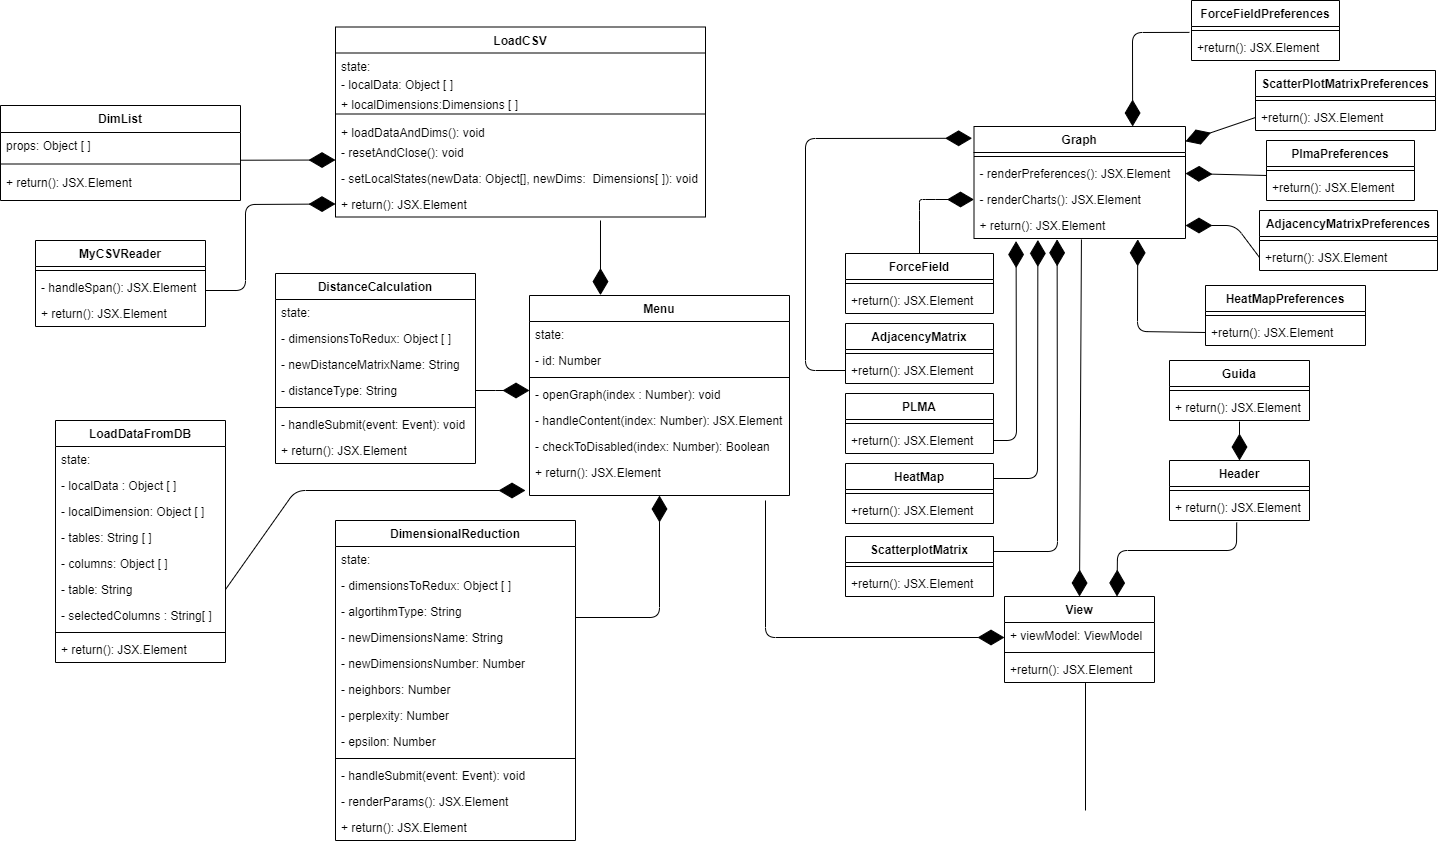 LoadCSV
state:
- localData: Object [ ]
+ localDimensions:Dimensions [ ]
+ loadDataAndDims(): void
- resetAndClose(): void
- setLocalStates(newData: Object[], newDims:  Dimensions[ ]): void
+ return(): JSX.Element
DimList
props: Object [ ]
+ return(): JSX.Element
MyCSVReader
- handleSpan(): JSX.Element
+ return(): JSX.Element
DistanceCalculation
state:
- dimensionsToRedux: Object [ ]
- newDistanceMatrixName: String
- distanceType: String
- handleSubmit(event: Event): void
+ return(): JSX.Element
Menu
state:
- id: Number
- openGraph(index : Number): void
- handleContent(index: Number): JSX.Element
- checkToDisabled(index: Number): Boolean
+ return(): JSX.Element
LoadDataFromDB
state:
- localData : Object [ ]
- localDimension: Object [ ]
- tables: String [ ]
- columns: Object [ ]
- table: String
- selectedColumns : String[ ]
+ return(): JSX.Element
DimensionalReduction
state:
- dimensionsToRedux: Object [ ]
- algortihmType: String
- newDimensionsName: String
- newDimensionsNumber: Number
- neighbors: Number
- perplexity: Number
- epsilon: Number
- handleSubmit(event: Event): void
- renderParams(): JSX.Element
+ return(): JSX.Element
ForceFieldPreferences
+return(): JSX.Element
ScatterPlotMatrixPreferences
+return(): JSX.Element
Graph
- renderPreferences(): JSX.Element
- renderCharts(): JSX.Element
+ return(): JSX.Element
PlmaPreferences
+return(): JSX.Element
AdjacencyMatrixPreferences
+return(): JSX.Element
HeatMapPreferences
+return(): JSX.Element
ForceField
+return(): JSX.Element
AdjacencyMatrix
+return(): JSX.Element
PLMA
+return(): JSX.Element
HeatMap
+return(): JSX.Element
ScatterplotMatrix
+return(): JSX.Element
Guida
+ return(): JSX.Element
Header
+ return(): JSX.Element
View
+ viewModel: ViewModel
+return(): JSX.Element